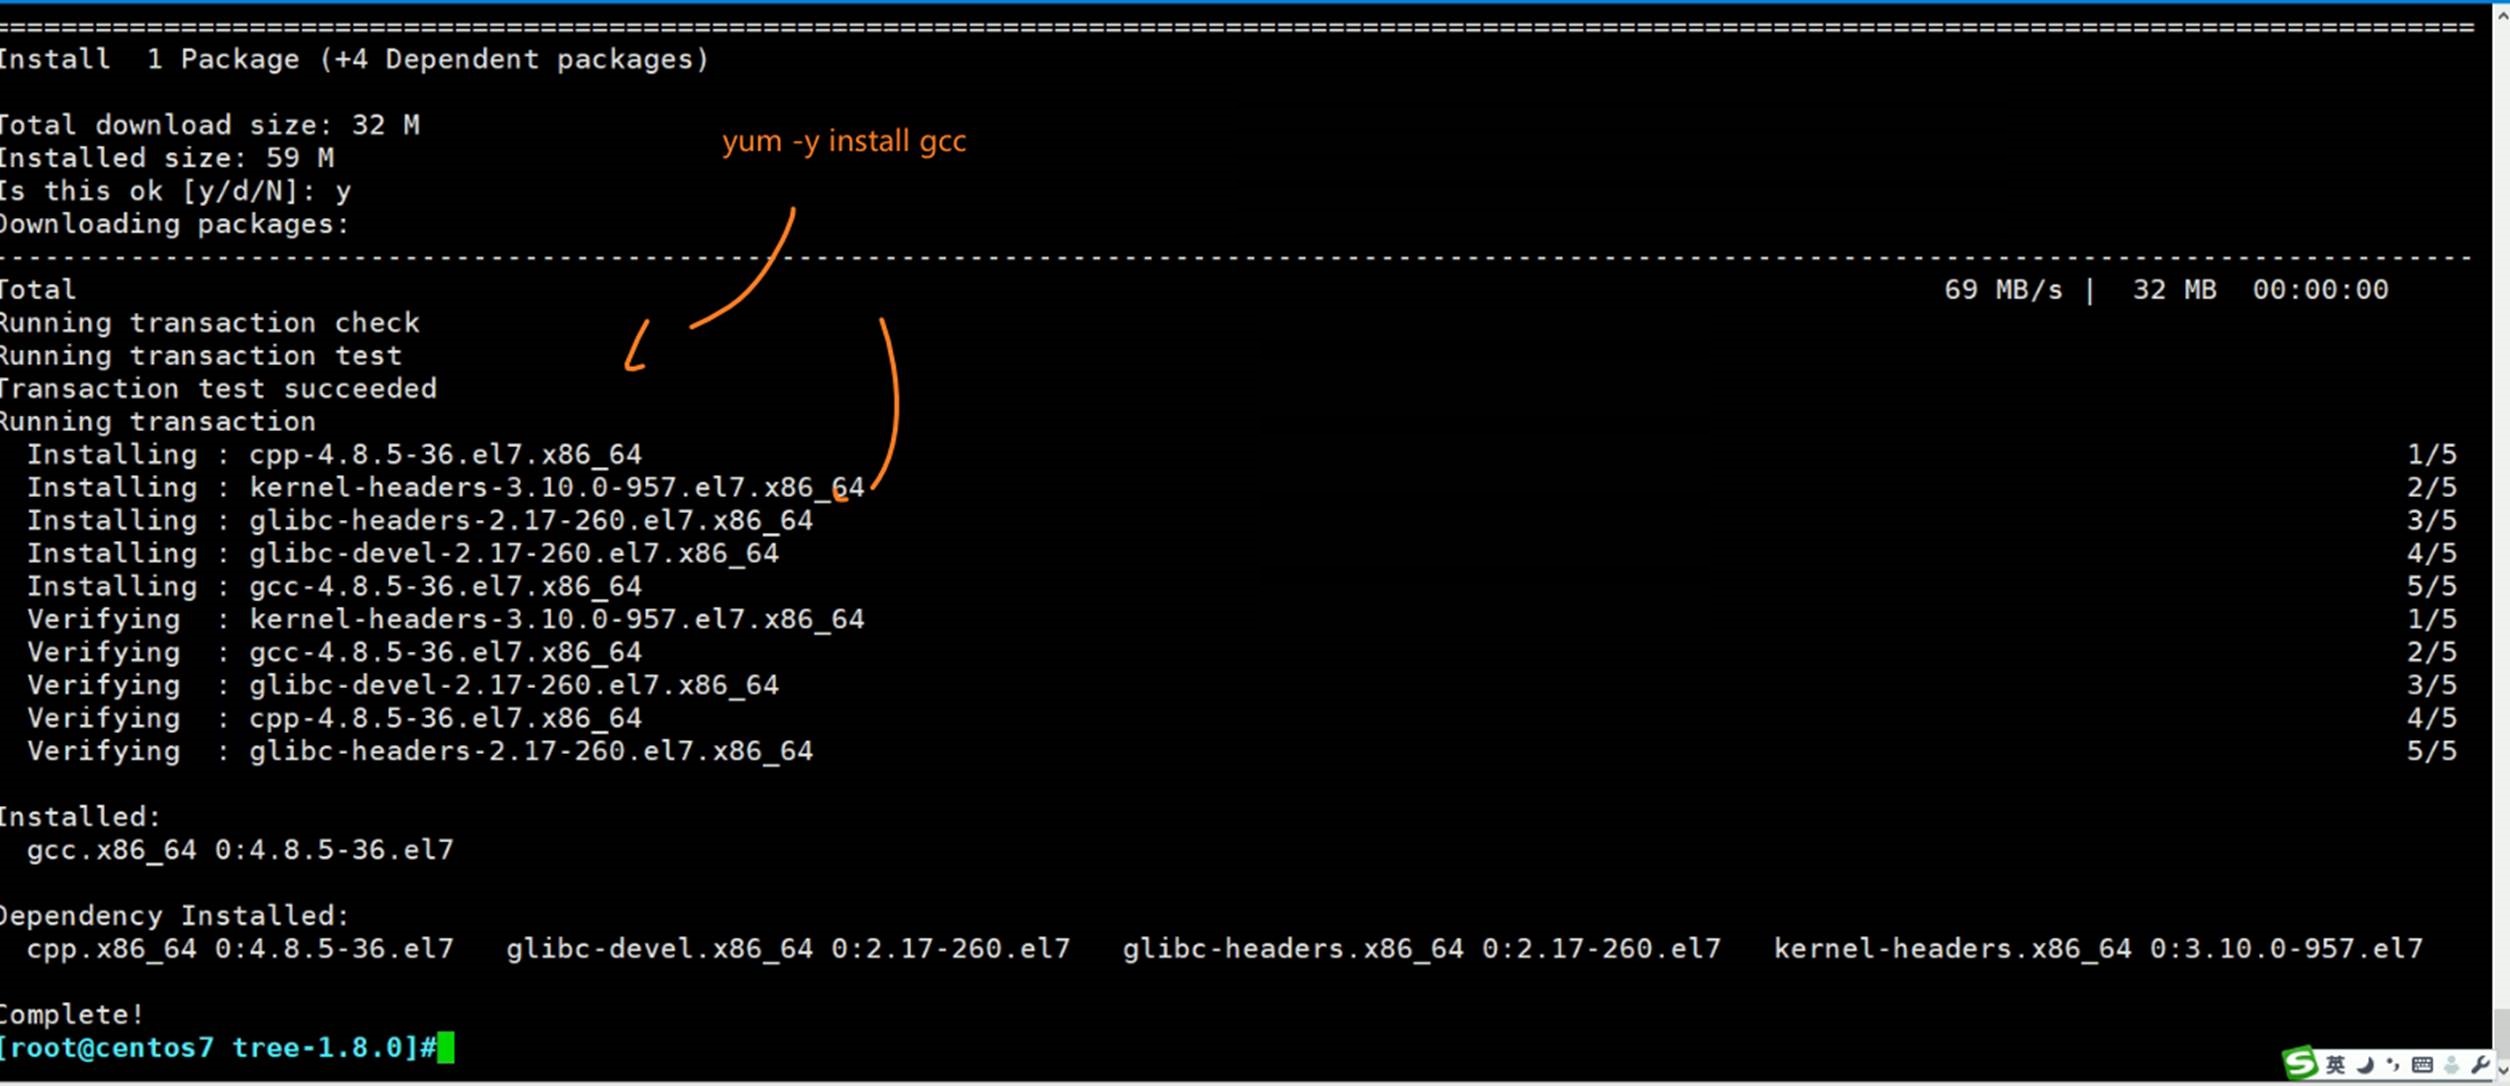 ================================================================================
Install  1 Package (+4 Dependent packages)
Total download size: 32 M
yum -y install gcc
Installed size: 59 M
Is this ok [y/d/N]: y
Downloading packages:
--------------------------------------------------------------------------------
Total 69 MB/s |  32 MB  00:00:00
Running transaction check
Running transaction test
Transaction test succeeded
Running transaction
Installing : cpp-4.8.5-36.el7.x86_64 1/5
Installing : kernel-headers-3.10.0-957.el7.x86_64 2/5
Installing : glibc-headers-2.17-260.el7.x86_64 3/5
Installing : glibc-devel-2.17-260.el7.x86_64 4/5
Installing : gcc-4.8.5-36.el7.x86_64 5/5
Verifying  : kernel-headers-3.10.0-957.el7.x86_64 1/5
Verifying  : gcc-4.8.5-36.el7.x86_64 2/5
Verifying  : glibc-devel-2.17-260.el7.x86_64 3/5
Verifying  : cpp-4.8.5-36.el7.x86_64 4/5
Verifying  : glibc-headers-2.17-260.el7.x86_64 5/5
Installed:
gcc.x86_64 0:4.8.5-36.el7
Dependency Installed:
cpp.x86_64 0:4.8.5-36.el7   glibc-devel.x86_64 0:2.17-260.el7   glibc-headers.x86_64 0:2.17-260.el7   kernel-headers.x86_64 0:3.10.0-957.el7
Complete!
[root@centos7 tree-1.8.0]#
S 英